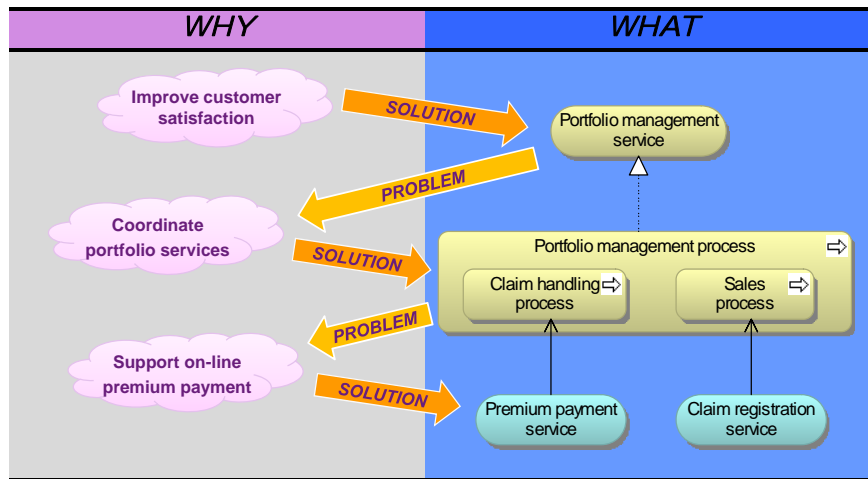 WHY
WHAT
Improve customer
satisfaction
SOLUTION
Portfolio management
service
PROBLEM
Coordinate
portfolio services
SOLUTION
Portfolio management process
Claim handling
process
Sales
process
PROBLEM
Support on-line
premium payment
SOLUTION
Premium payment
service
Claim registration
service